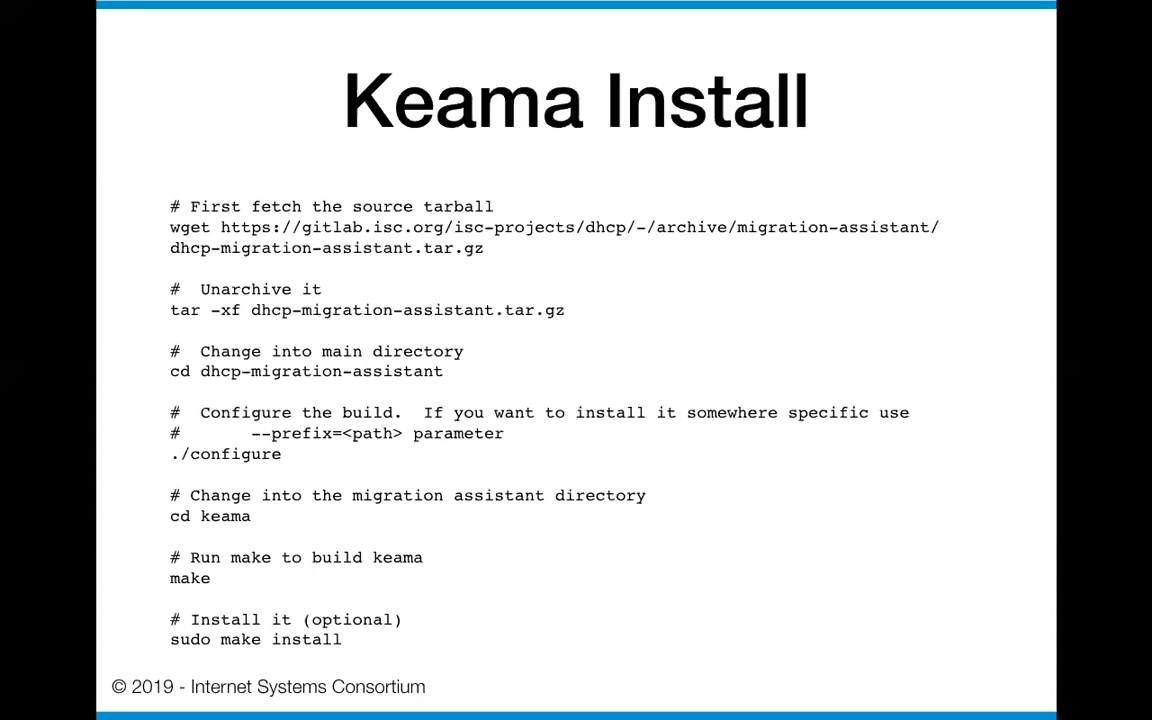 Keama Install
# First fetch the source tarball
wget https://gitlab.isc.org/isc-projects/dhcp/-/archive/migration-assistant/
dhcp-migration-assistant.tar.gz
#  Unarchive it
tar -xf dhcp-migration-assistant.tar.gz
#  Change into main directory
cd dhcp-migration-assistant
#  Configure the build.  If you want to install it somewhere specific use
#       --prefix=<path> parameter
./configure
# Change into the migration assistant directory
cd keama
# Run make to build keama
make
# Install it (optional)
sudo make install
© 2019 - Internet Systems Consortium